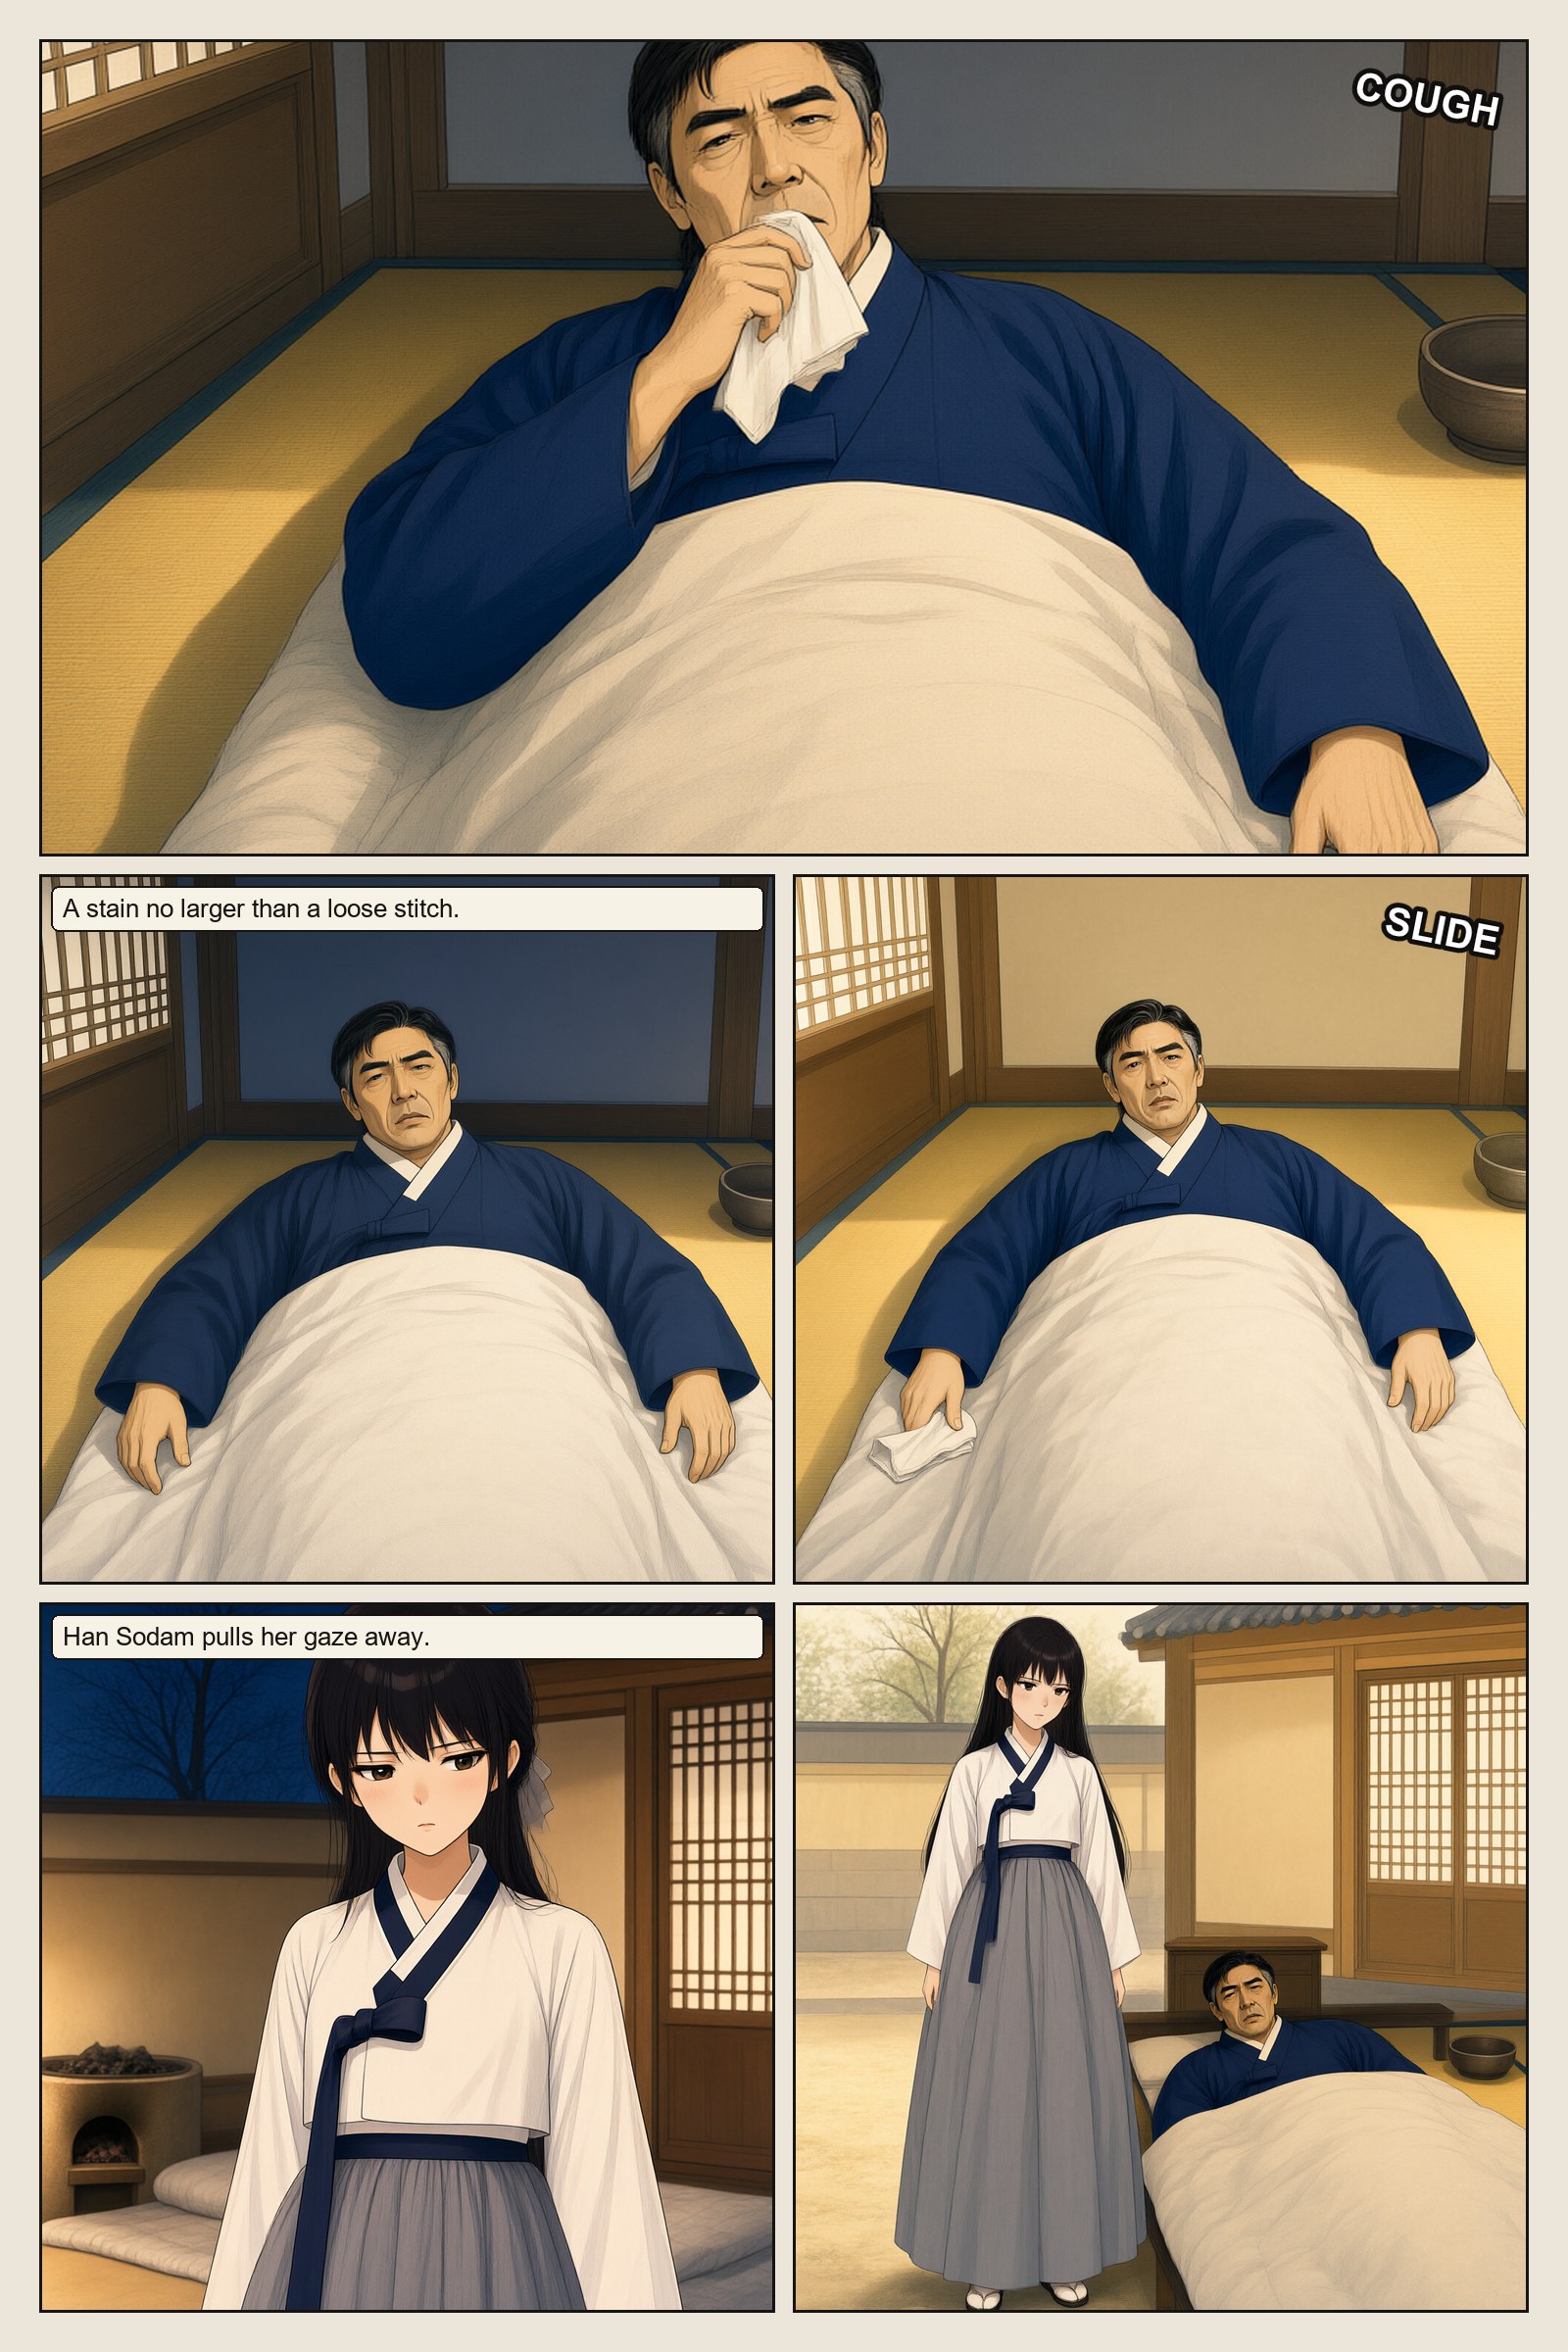 COUGH
A stain no larger than a loose stitch.
SLIDE
Han Sodam pulls her gaze away.